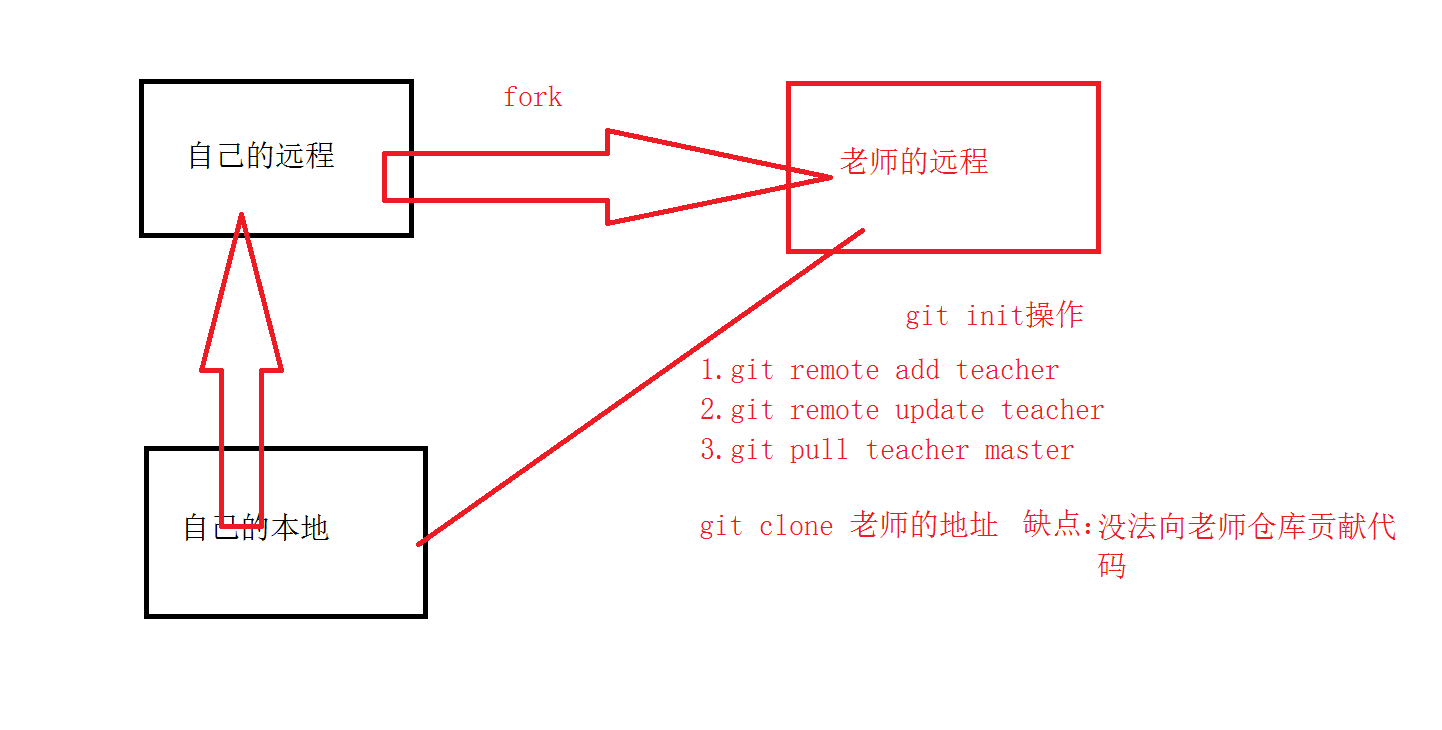 fork
自己的远程
老师的远程
git init操作
1.git remote add teacher
2.git remote update teacher
3.git pull teacher master
自己的本地
git clone 老师的地址 缺点:没法向老师仓库贡献代
码